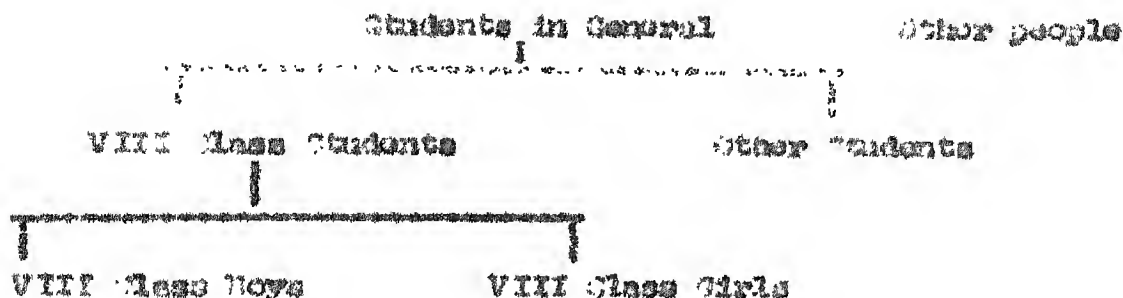 Students in General Other people
VIII Class Students Other Students
VIII Class Boys VIII Class Girls